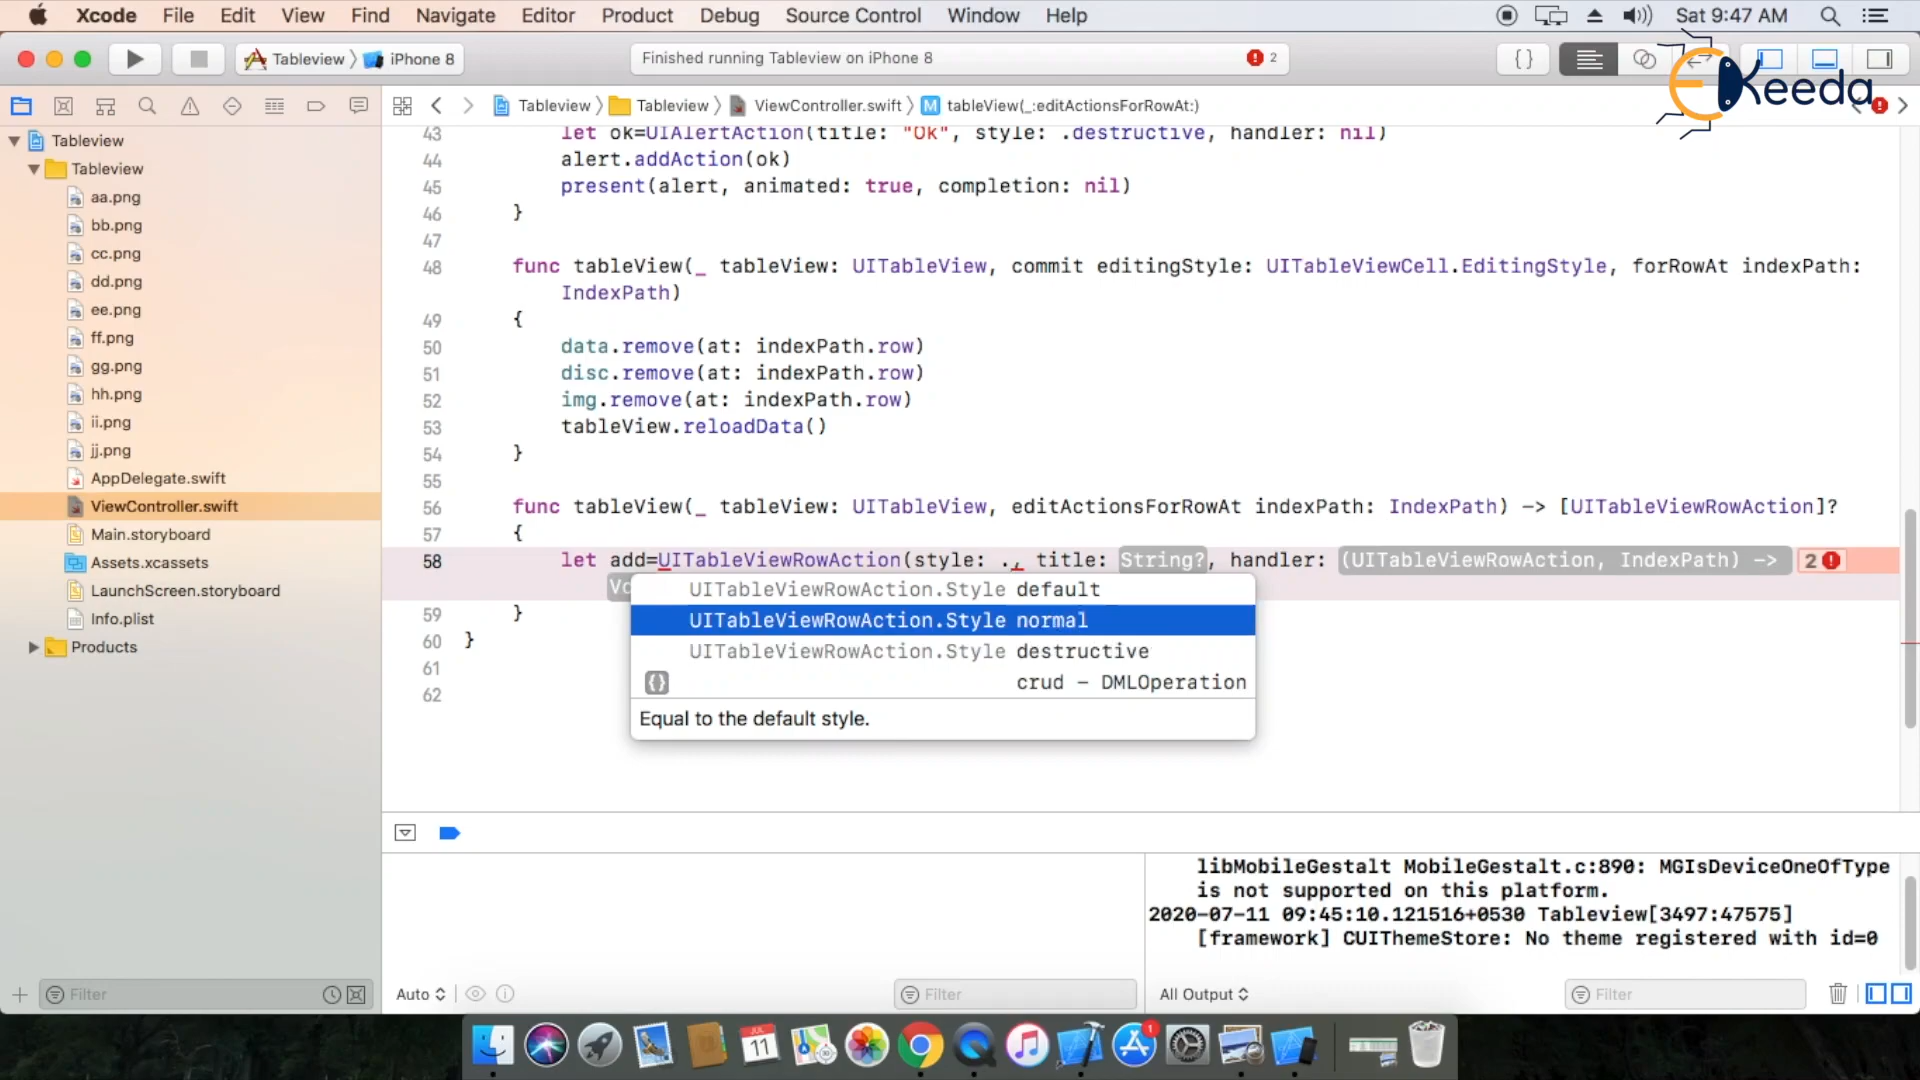 Xcode File Edit View Find Navigate Editor Product Debug Source Control Window Help Sat 9:47 AM
Tableview iPhone 8 Finished running Tableview on iPhone 8 2 {}
Keeda
Tableview Tableview ViewController.swift M tableView(_:editActionsForRowAt:)
Tableview
Tableview
aa.png
bb.png
cc.png
dd.png
ee.png
ff.png
gg.png
hh.png
ii.png
jj.png
AppDelegate.swift
ViewController.swift
Main.storyboard
Assets.xcassets
LaunchScreen.storyboard
Info.plist
Products
43 let ok=UIAlertAction(title: "Ok", style: .destructive, handler: nil)
44 alert.addAction(ok)
45 present(alert, animated: true, completion: nil)
46 }
47
48 func tableView(_ tableView: UITableView, commit editingStyle: UITableViewCell.EditingStyle, forRowAt indexPath:
IndexPath)
49 {
50 data.remove(at: indexPath.row)
51 disc.remove(at: indexPath.row)
52 img.remove(at: indexPath.row)
53 tableView.reloadData()
54 }
55
56 func tableView(_ tableView: UITableView, editActionsForRowAt indexPath: IndexPath) -> [UITableViewRowAction]?
57 {
58 let add=UITableViewRowAction(style: ., title: String?, handler: (UITableViewRowAction, IndexPath) -> 2
UITableViewRowAction.Style default
59 }
UITableViewRowAction.Style normal
60 }
UITableViewRowAction.Style destructive
61
{} crud - DMLOperation
62
Equal to the default style.
libMobileGestalt MobileGestalt.c:890: MGIsDeviceOneOfType
is not supported on this platform.
2020-07-11 09:45:10.121516+0530 Tableview[3497:47575]
[framework] CUIThemeStore: No theme registered with id=0
Filter Auto Filter All Output Filter
JUL
11
1